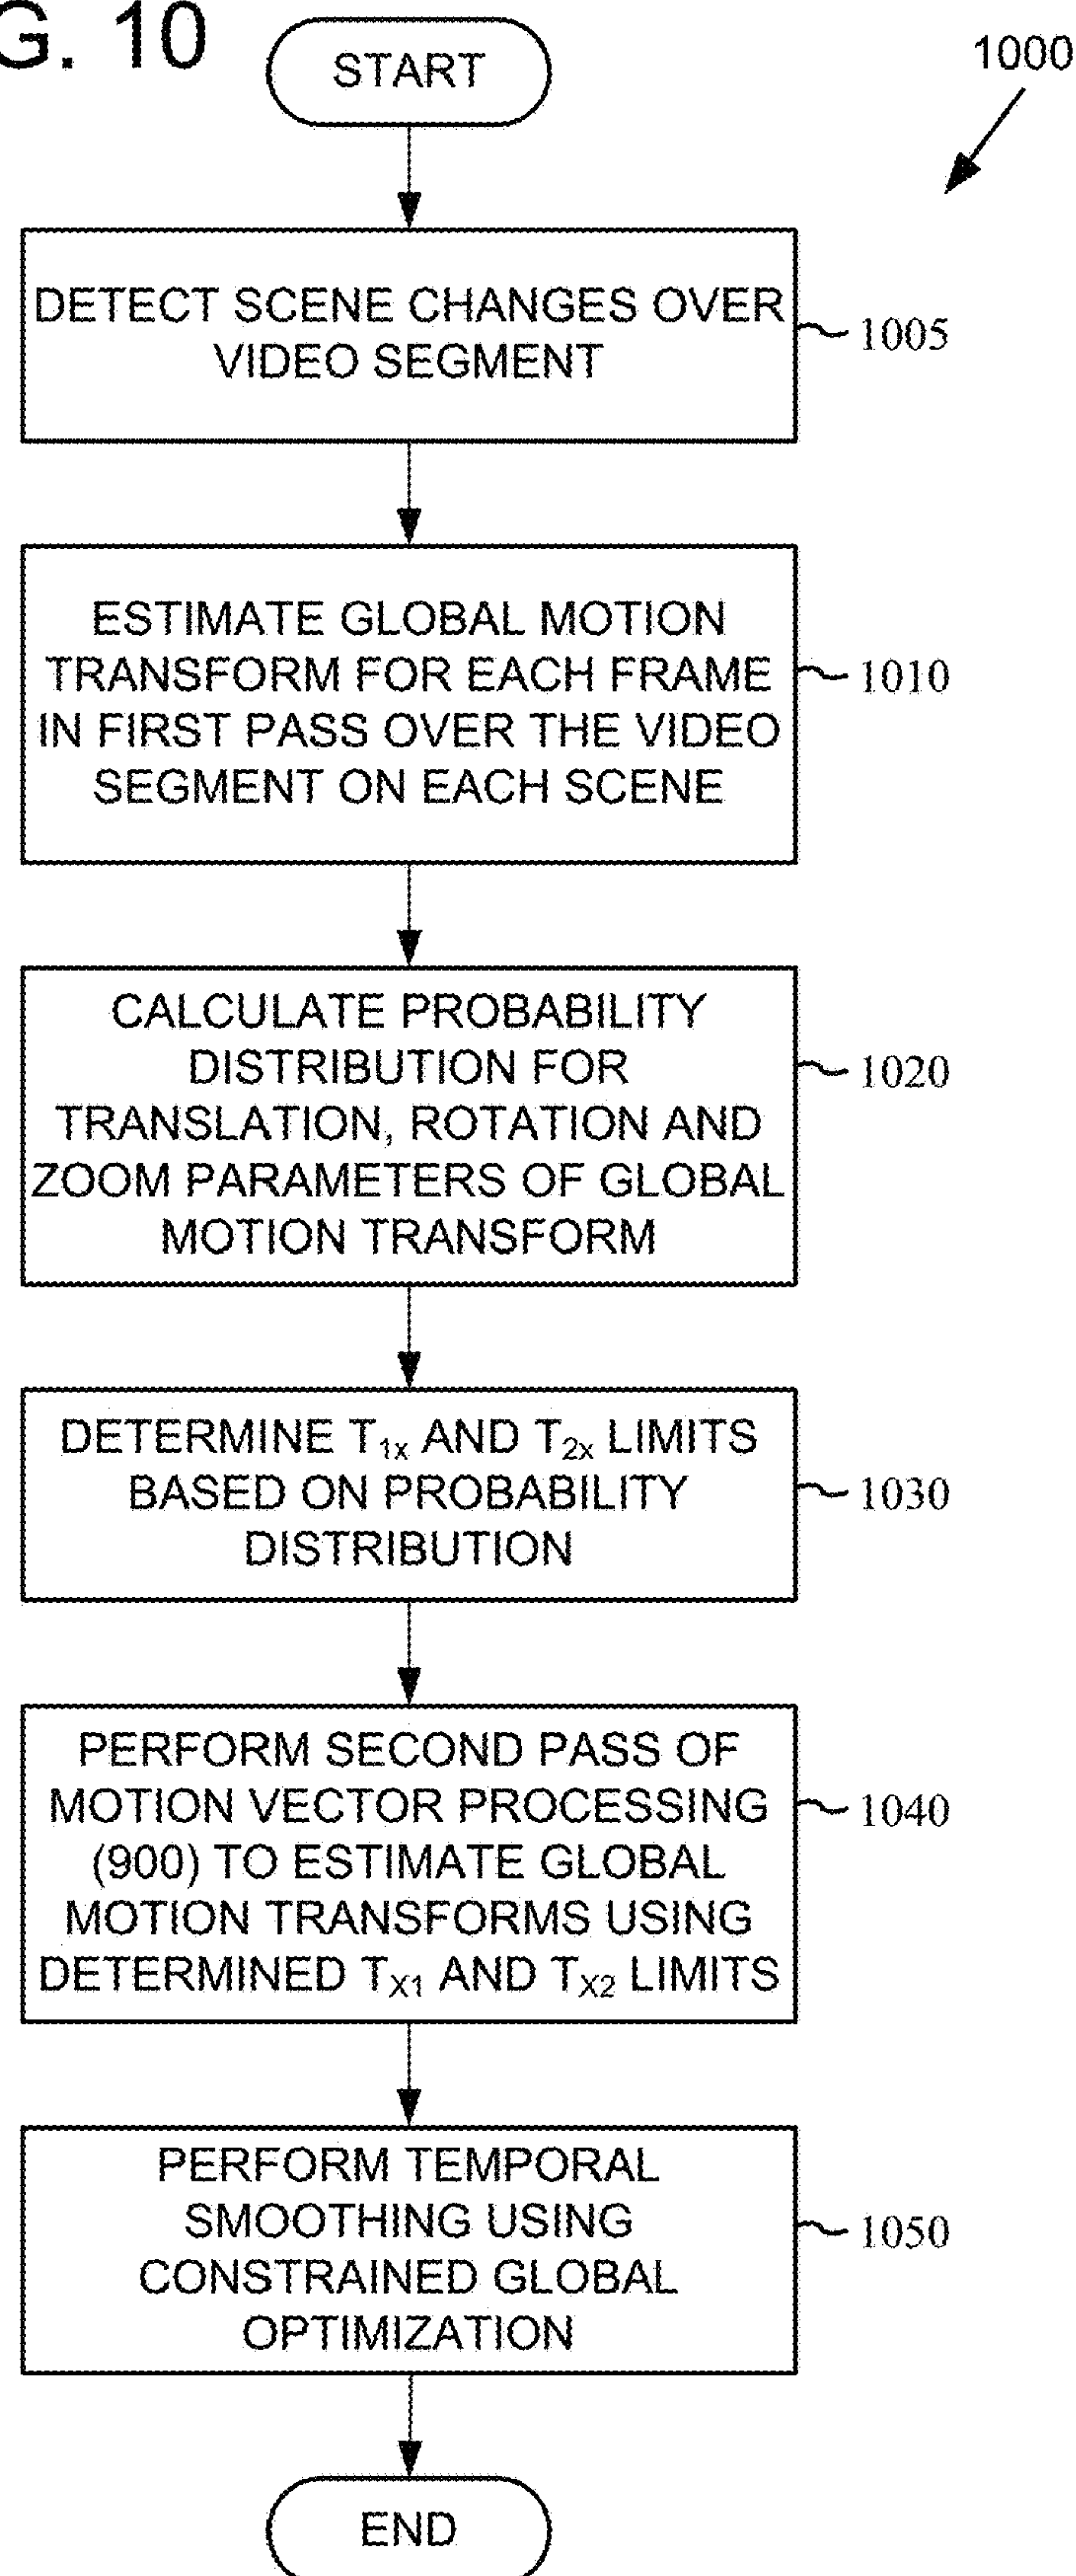 G. 10
START
1000
DETECT SCENE CHANGES OVER
VIDEO SEGMENT
1005
ESTIMATE GLOBAL MOTION
TRANSFORM FOR EACH FRAME
IN FIRST PASS OVER THE VIDEO
SEGMENT ON EACH SCENE
1010
CALCULATE PROBABILITY
DISTRIBUTION FOR
TRANSLATION, ROTATION AND
ZOOM PARAMETERS OF GLOBAL
MOTION TRANSFORM
1020
DETERMINE T1x AND T2x LIMITS
BASED ON PROBABILITY
DISTRIBUTION
1030
PERFORM SECOND PASS OF
MOTION VECTOR PROCESSING
(900) TO ESTIMATE GLOBAL
MOTION TRANSFORMS USING
DETERMINED TX1 AND TX2 LIMITS
1040
PERFORM TEMPORAL
SMOOTHING USING
CONSTRAINED GLOBAL
OPTIMIZATION
1050
END